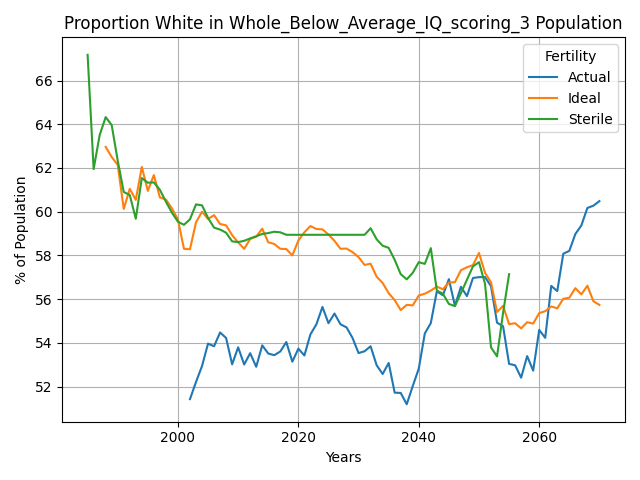 Proportion White in Whole_Below_Average_IQ_scoring_3 Population
Fertility
Actual
Ideal
Sterile
% of Population
66
64
62
60
58
56
54
52
2000
2020
2040
2060
Years